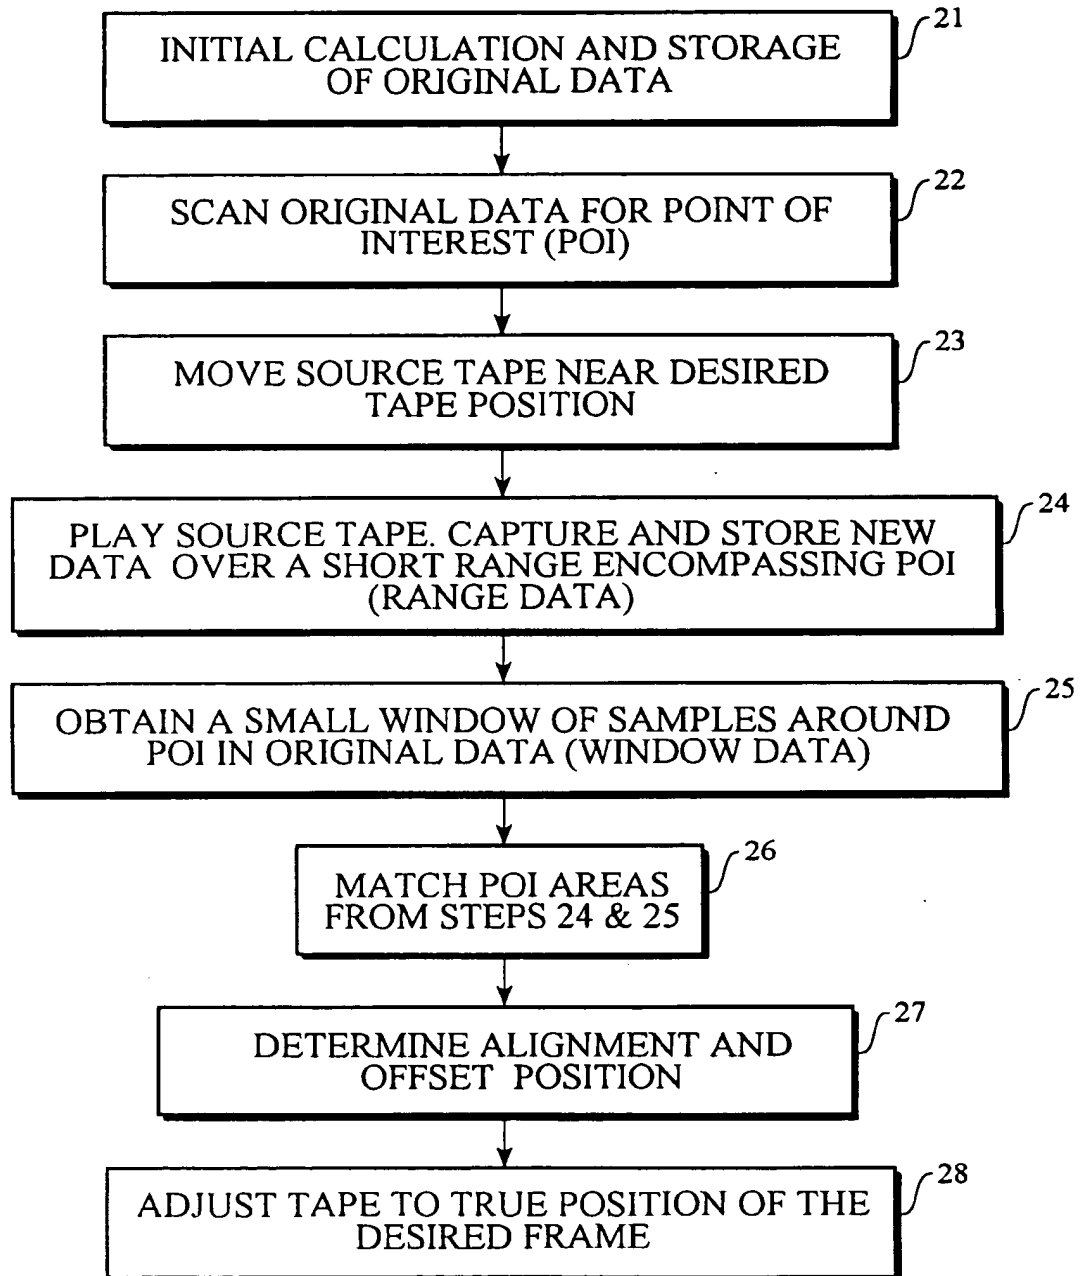 21
INITIAL CALCULATION AND STORAGE
OF ORIGINAL DATA
22
SCAN ORIGINAL DATA FOR POINT OF
INTEREST (POI)
23
MOVE SOURCE TAPE NEAR DESIRED
TAPE POSITION
24
PLAY SOURCE TAPE. CAPTURE AND STORE NEW
DATA OVER A SHORT RANGE ENCOMPASSING POI
(RANGE DATA)
25
OBTAIN A SMALL WINDOW OF SAMPLES AROUND
POI IN ORIGINAL DATA (WINDOW DATA)
26
MATCH POI AREAS
FROM STEPS 24 & 25
27
DETERMINE ALIGNMENT AND
OFFSET POSITION
28
ADJUST TAPE TO TRUE POSITION OF THE
DESIRED FRAME